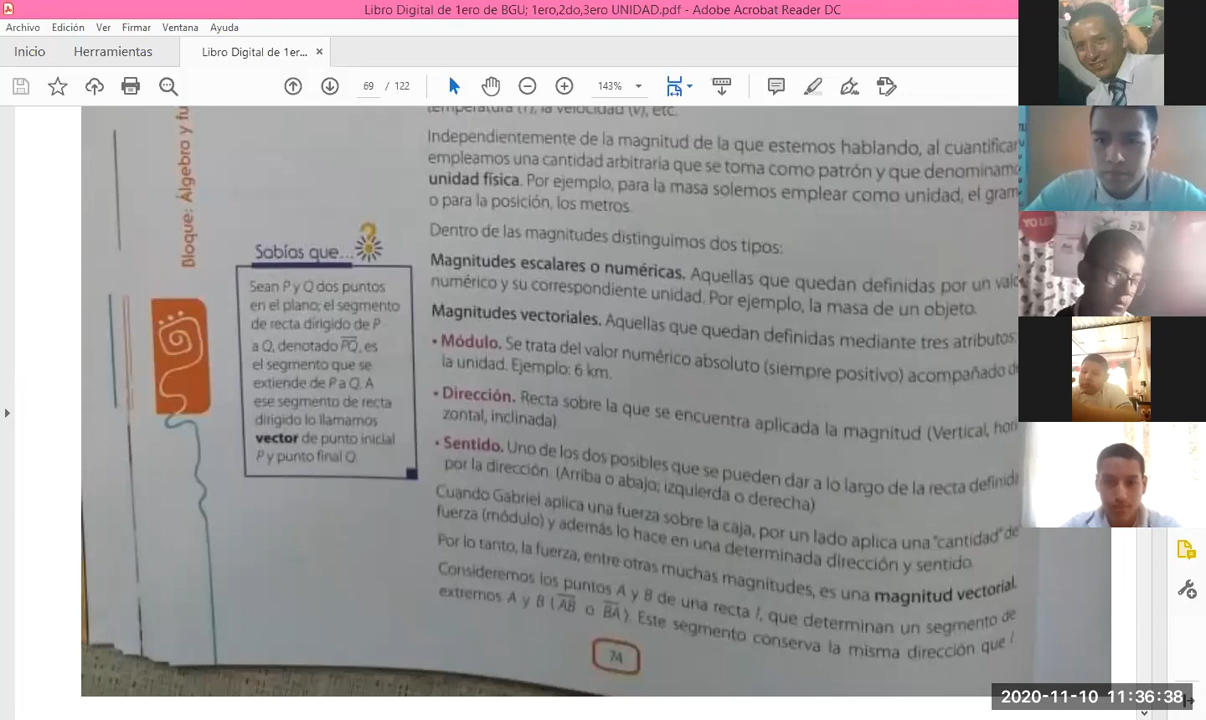 Libro Digital de 1ero de BGU; 1ero,2do,3ero UNIDAD.pdf - Adobe Acrobat Reader DC
Archivo Edición Ver Firmar Ventana Ayuda
Inicio Herramientas Libro Digital de 1er... ×
69 / 122 143%
temperatura (T), la velocidad (v), etc.
Independientemente de la magnitud de la que estemos hablando, al cuantificar
empleamos una cantidad arbitraria que se toma como patrón y que denominamo
unidad física. Por ejemplo, para la masa solemos emplear como unidad, el gram
o para la posición, los metros.
Dentro de las magnitudes distinguimos dos tipos:
Magnitudes escalares o numéricas. Aquellas que quedan definidas por un valo
numérico y su correspondiente unidad. Por ejemplo, la masa de un objeto.
Magnitudes vectoriales. Aquellas que quedan definidas mediante tres atributos:
• Módulo. Se trata del valor numérico absoluto (siempre positivo) acompañado de
la unidad. Ejemplo: 6 km.
• Dirección. Recta sobre la que se encuentra aplicada la magnitud (Vertical, hori
zontal, inclinada)
• Sentido. Uno de los dos posibles que se pueden dar a lo largo de la recta definida
por la dirección. (Arriba o abajo; izquierda o derecha)
Cuando Gabriel aplica una fuerza sobre la caja, por un lado aplica una "cantidad" de
fuerza (módulo) y además lo hace en una determinada dirección y sentido.
Por lo tanto, la fuerza, entre otras muchas magnitudes, es una magnitud vectorial.
Consideremos los puntos A y B de una recta l, que determinan un segmento de
extremos A y B (AB o BA). Este segmento conserva la misma dirección que l
74
Bloque: Álgebra y fu
Sabías que...?
Sean P y Q dos puntos
en el plano; el segmento
de recta dirigido de P
a Q, denotado PQ, es
el segmento que se
extiende de P a Q. A
ese segmento de recta
dirigido lo llamamos
vector de punto inicial
P y punto final Q.
YO LE
2020-11-10 11:36:38